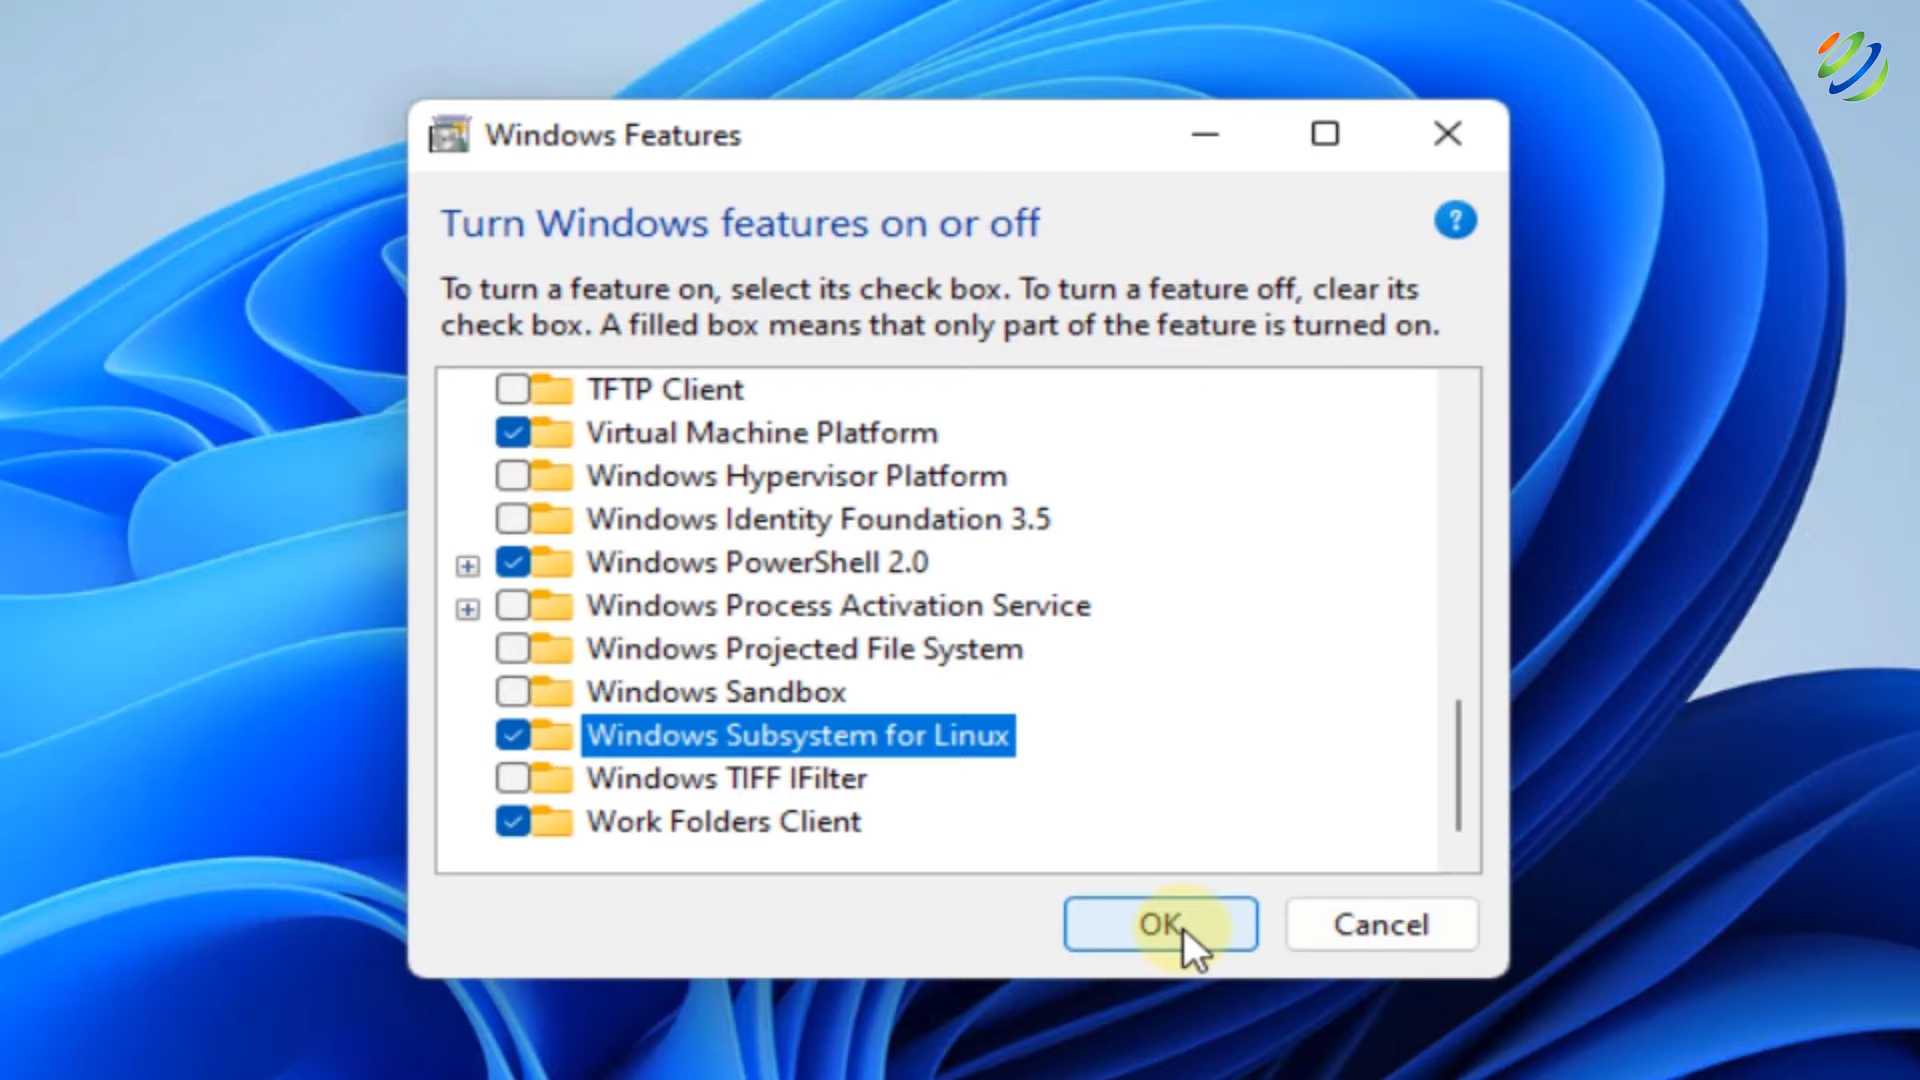 Windows Features
Turn Windows features on or off
?
To turn a feature on, select its check box. To turn a feature off, clear its
check box. A filled box means that only part of the feature is turned on.
TFTP Client
Virtual Machine Platform
Windows Hypervisor Platform
Windows Identity Foundation 3.5
Windows PowerShell 2.0
Windows Process Activation Service
Windows Projected File System
Windows Sandbox
Windows Subsystem for Linux
Windows TIFF IFilter
Work Folders Client
OK
Cancel